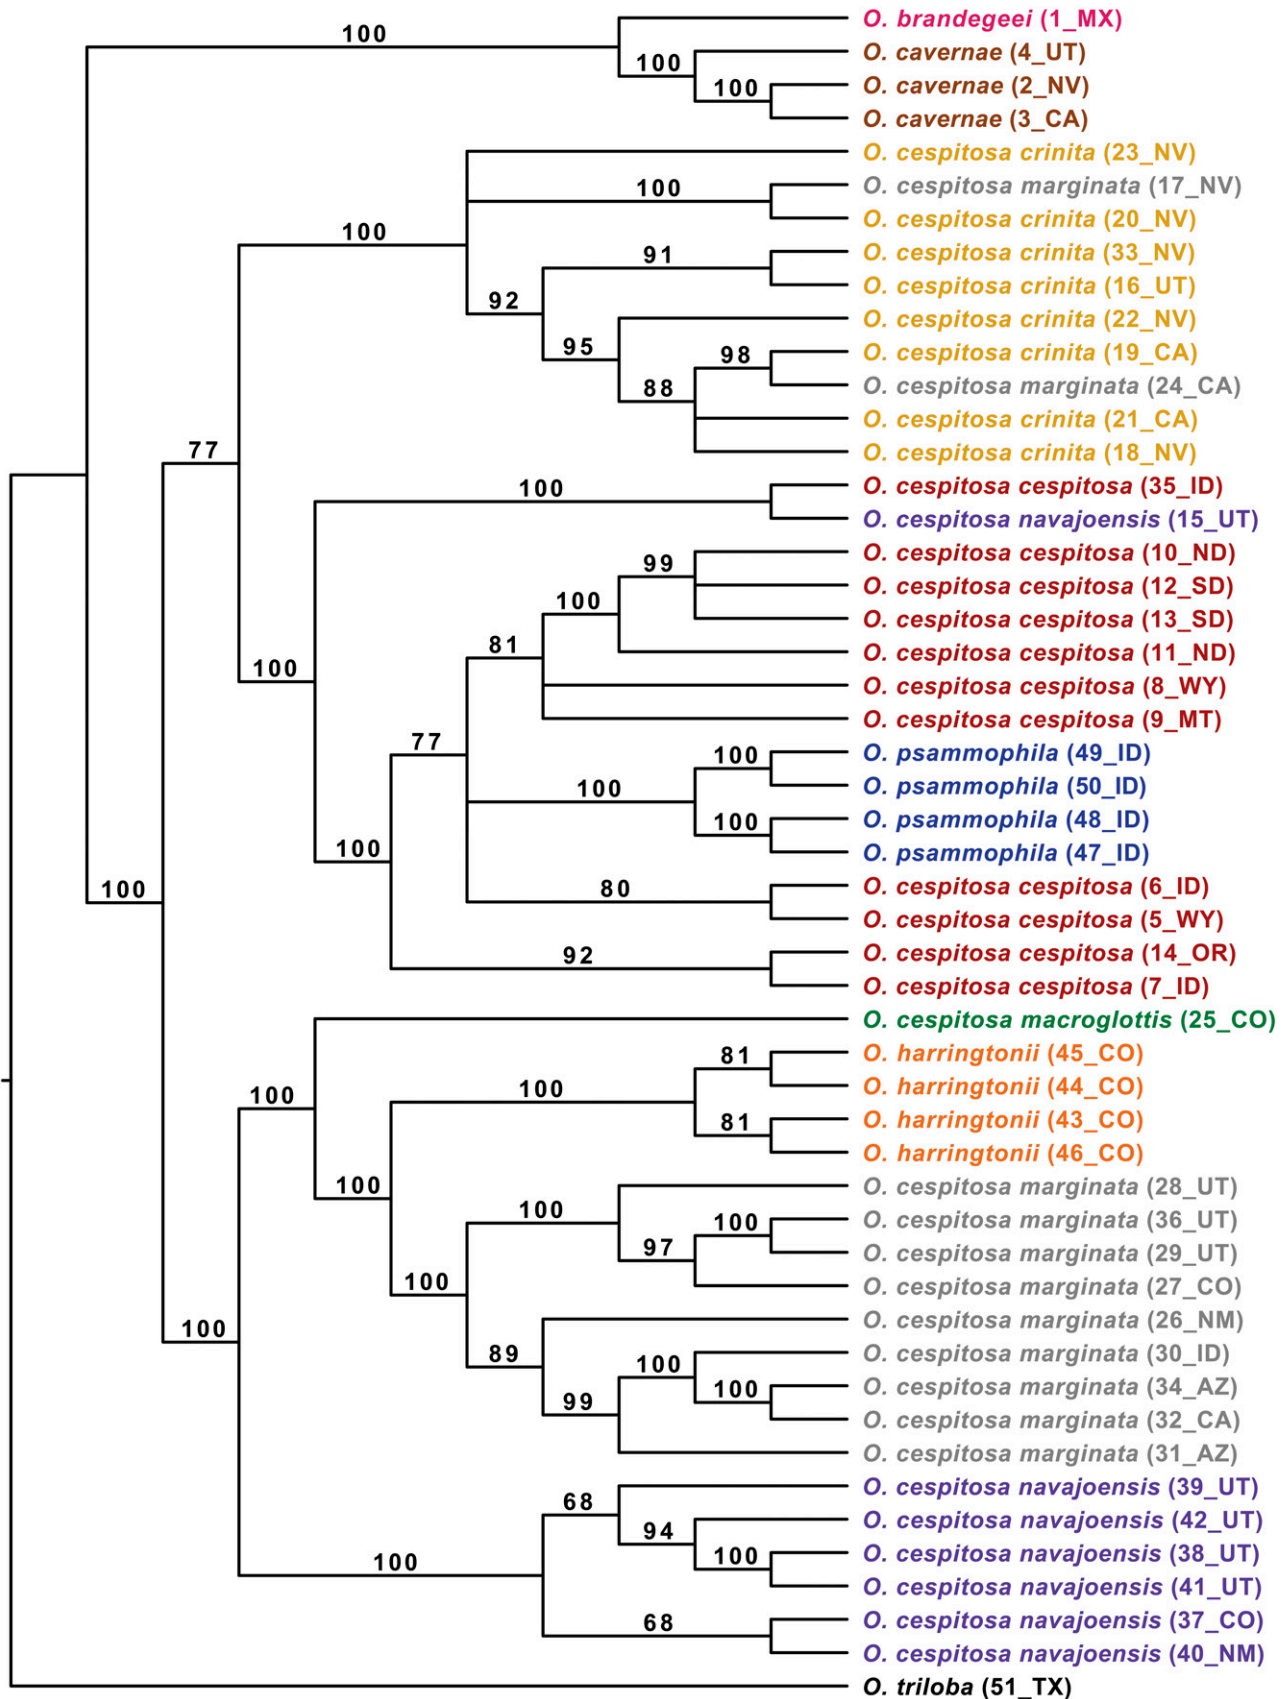 O. brandegeei (1_MX)
100
O. cavernae (4_UT)
100
O. cavernae (2_NV)
100
O. cavernae (3_CA)
O. cespitosa crinita (23_NV)
O. cespitosa marginata (17_NV)
100
O. cespitosa crinita (20_NV)
100
O. cespitosa crinita (33_NV)
91
O. cespitosa crinita (16_UT)
92
O. cespitosa crinita (22_NV)
95
O. cespitosa crinita (19_CA)
98
O. cespitosa marginata (24_CA)
88
O. cespitosa crinita (21_CA)
O. cespitosa crinita (18_NV)
77
O. cespitosa cespitosa (35_ID)
100
O. cespitosa navajoensis (15_UT)
O. cespitosa cespitosa (10_ND)
99
O. cespitosa cespitosa (12_SD)
100
O. cespitosa cespitosa (13_SD)
81
O. cespitosa cespitosa (11_ND)
100
O. cespitosa cespitosa (8_WY)
O. cespitosa cespitosa (9_MT)
77
O. psammophila (49_ID)
100
O. psammophila (50_ID)
100
O. psammophila (48_ID)
100
O. psammophila (47_ID)
100
O. cespitosa cespitosa (6_ID)
100
80
O. cespitosa cespitosa (5_WY)
O. cespitosa cespitosa (14_OR)
92
O. cespitosa cespitosa (7_ID)
O. cespitosa macroglottis (25_CO)
O. harringtonii (45_CO)
81
O. harringtonii (44_CO)
100
100
O. harringtonii (43_CO)
81
O. harringtonii (46_CO)
O. cespitosa marginata (28_UT)
100
O. cespitosa marginata (36_UT)
100
100
O. cespitosa marginata (29_UT)
97
O. cespitosa marginata (27_CO)
100
O. cespitosa marginata (26_NM)
100
O. cespitosa marginata (30_ID)
89
100
O. cespitosa marginata (34_AZ)
100
99
O. cespitosa marginata (32_CA)
O. cespitosa marginata (31_AZ)
O. cespitosa navajoensis (39_UT)
68
O. cespitosa navajoensis (42_UT)
94
O. cespitosa navajoensis (38_UT)
100
100
O. cespitosa navajoensis (41_UT)
O. cespitosa navajoensis (37_CO)
68
O. cespitosa navajoensis (40_NM)
O. triloba (51_TX)